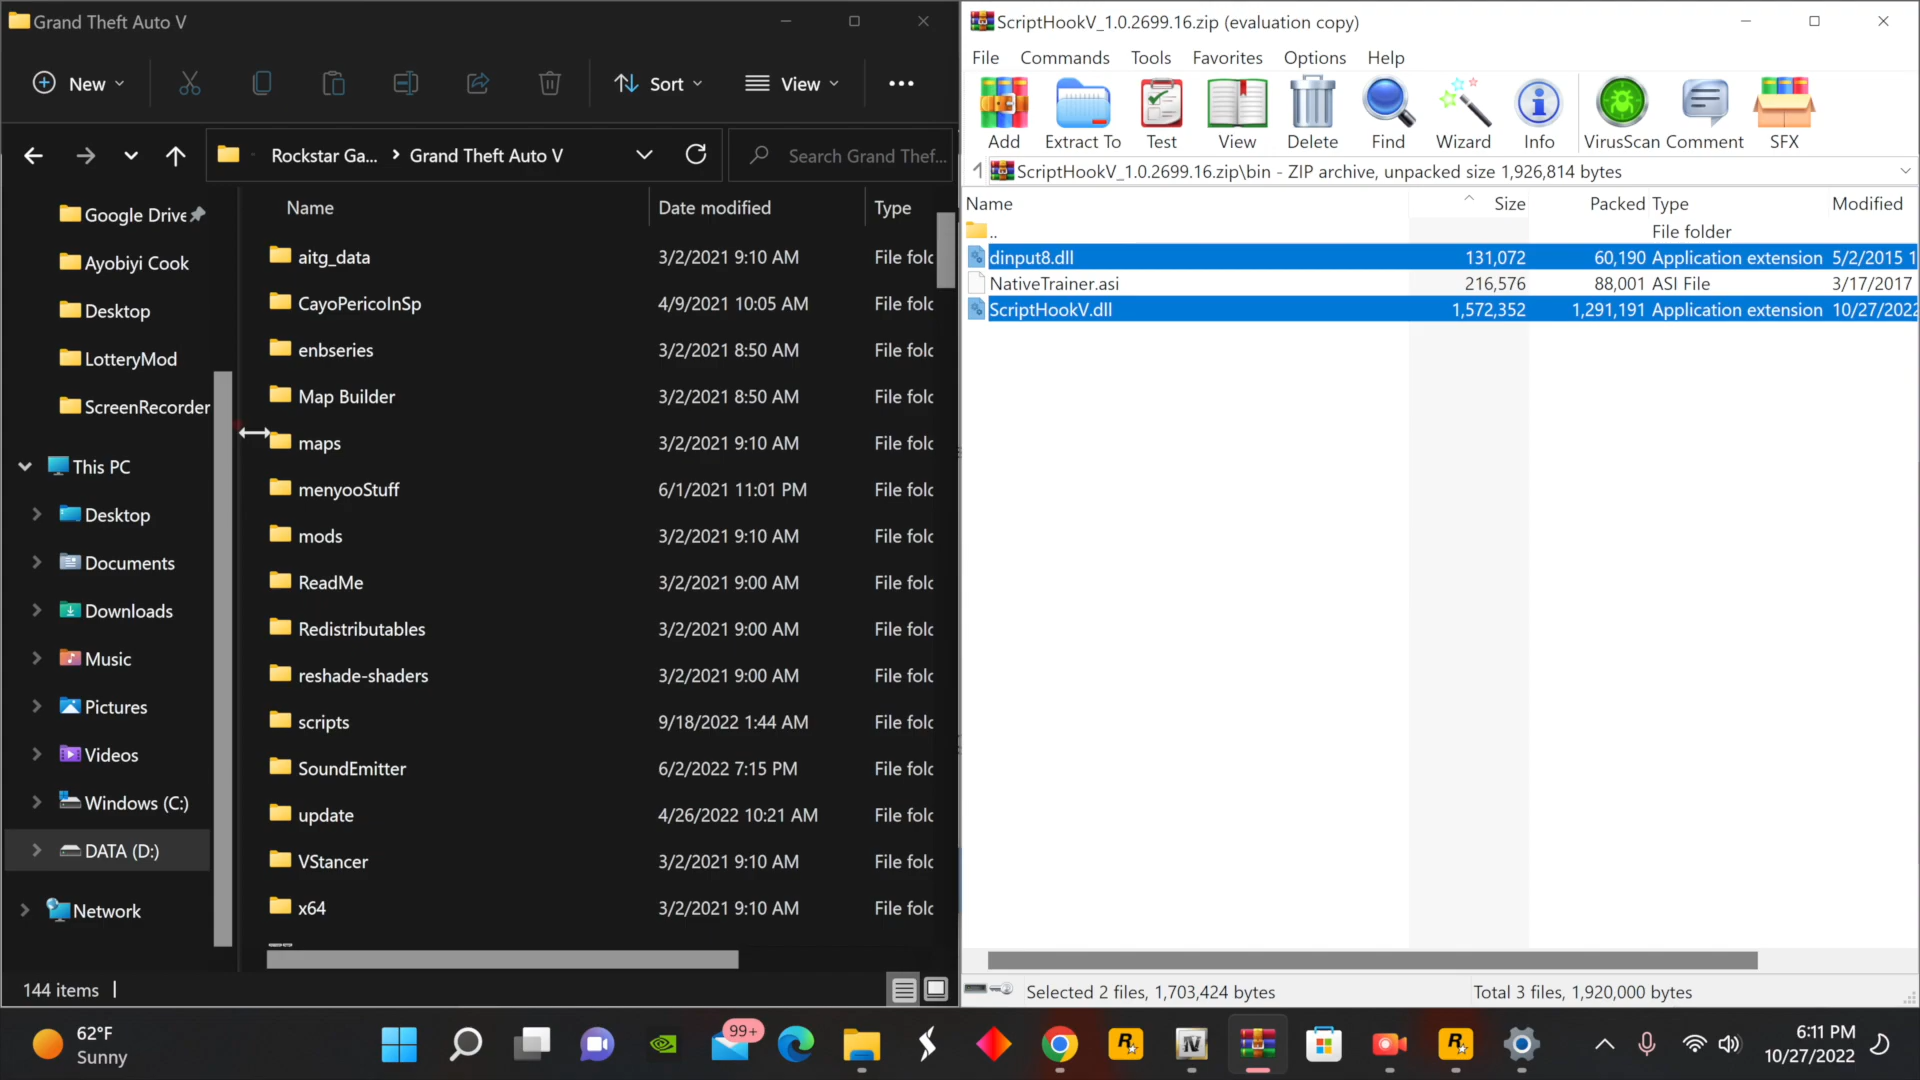 Grand Theft Auto V
New
Sort
View
Rockstar Ga... > Grand Theft Auto V
Search Grand Thef...
Google Drive
Ayobiyi Cook
Desktop
LotteryMod
ScreenRecorder
This PC
Desktop
Documents
Downloads
Music
Pictures
Videos
Windows (C:)
DATA (D:)
Network
Name Date modified Type
aitg_data 3/2/2021 9:10 AM File folc
CayoPericoInSp 4/9/2021 10:05 AM File folc
enbseries 3/2/2021 8:50 AM File folc
Map Builder 3/2/2021 8:50 AM File folc
maps 3/2/2021 9:10 AM File folc
menyooStuff 6/1/2021 11:01 PM File folc
mods 3/2/2021 9:10 AM File folc
ReadMe 3/2/2021 9:00 AM File folc
Redistributables 3/2/2021 9:00 AM File folc
reshade-shaders 3/2/2021 9:00 AM File folc
scripts 9/18/2022 1:44 AM File folc
SoundEmitter 6/2/2022 7:15 PM File folc
update 4/26/2022 10:21 AM File folc
VStancer 3/2/2021 9:10 AM File folc
x64 3/2/2021 9:10 AM File folc
144 items
ScriptHookV_1.0.2699.16.zip (evaluation copy)
File Commands Tools Favorites Options Help
Add Extract To Test View Delete Find Wizard Info VirusScan Comment SFX
ScriptHookV_1.0.2699.16.zip\bin - ZIP archive, unpacked size 1,926,814 bytes
Name Size Packed Type Modified
.. File folder
dinput8.dll 131,072 60,190 Application extension 5/2/2015 1
NativeTrainer.asi 216,576 88,001 ASI File 3/17/2017
ScriptHookV.dll 1,572,352 1,291,191 Application extension 10/27/2022
Selected 2 files, 1,703,424 bytes
Total 3 files, 1,920,000 bytes
62°F
Sunny
99+
6:11 PM
10/27/2022